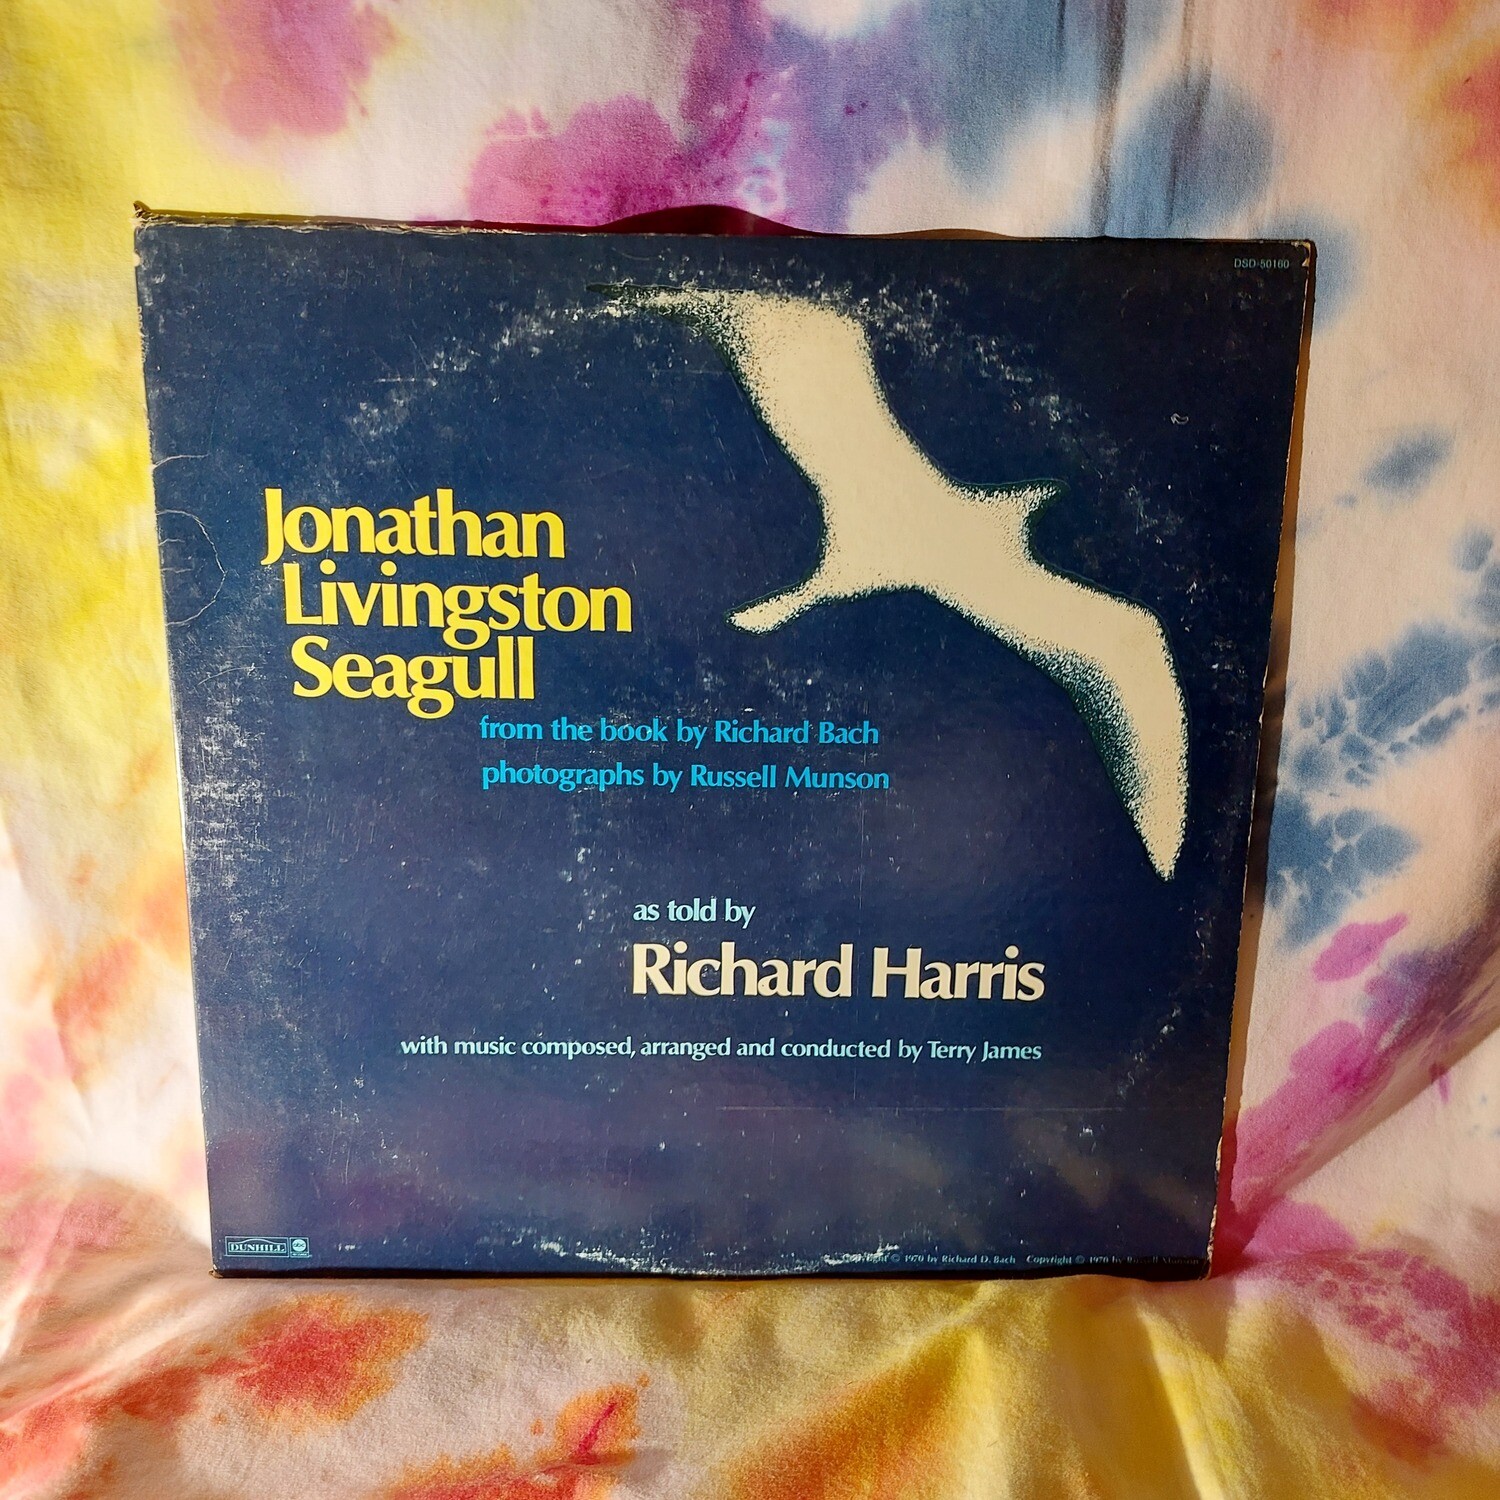 DSD-50160
Jonathan
Livingston
Seagull
from the book by Richard Bach
photographs by Russell Munson
as told by
Richard Harris
with music composed, arranged and conducted by Terry James
DUNHILL abc
Copyright © 1970 by Richard D. Bach Copyright © 1970 by Russell Munson